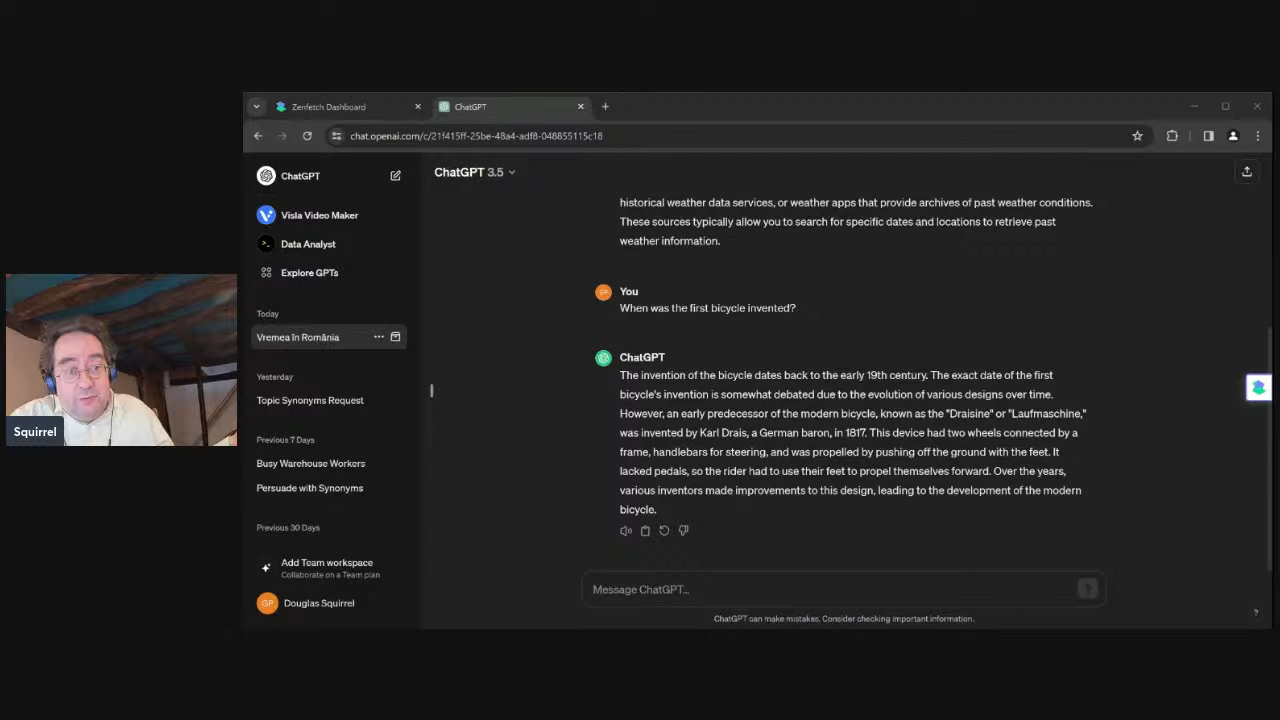 Zenfetch Dashboard
ChatGPT
chat.openai.com/c/21f415ff-25be-48a4-adf8-048855115c18
ChatGPT
ChatGPT 3.5
Visla Video Maker
Data Analyst
Explore GPTs
Today
Vremea în România
Yesterday
Topic Synonyms Request
Previous 7 Days
Busy Warehouse Workers
Persuade with Synonyms
Previous 30 Days
Add Team workspace
Collaborate on a Team plan
GP
Douglas Squirrel
historical weather data services, or weather apps that provide archives of past weather conditions.
These sources typically allow you to search for specific dates and locations to retrieve past
weather information.
GP
You
When was the first bicycle invented?
ChatGPT
The invention of the bicycle dates back to the early 19th century. The exact date of the first
bicycle's invention is somewhat debated due to the evolution of various designs over time.
However, an early predecessor of the modern bicycle, known as the "Draisine" or "Laufmaschine,"
was invented by Karl Drais, a German baron, in 1817. This device had two wheels connected by a
frame, handlebars for steering, and was propelled by pushing off the ground with the feet. It
lacked pedals, so the rider had to use their feet to propel themselves forward. Over the years,
various inventors made improvements to this design, leading to the development of the modern
bicycle.
Message ChatGPT...
ChatGPT can make mistakes. Consider checking important information.
?
Squirrel